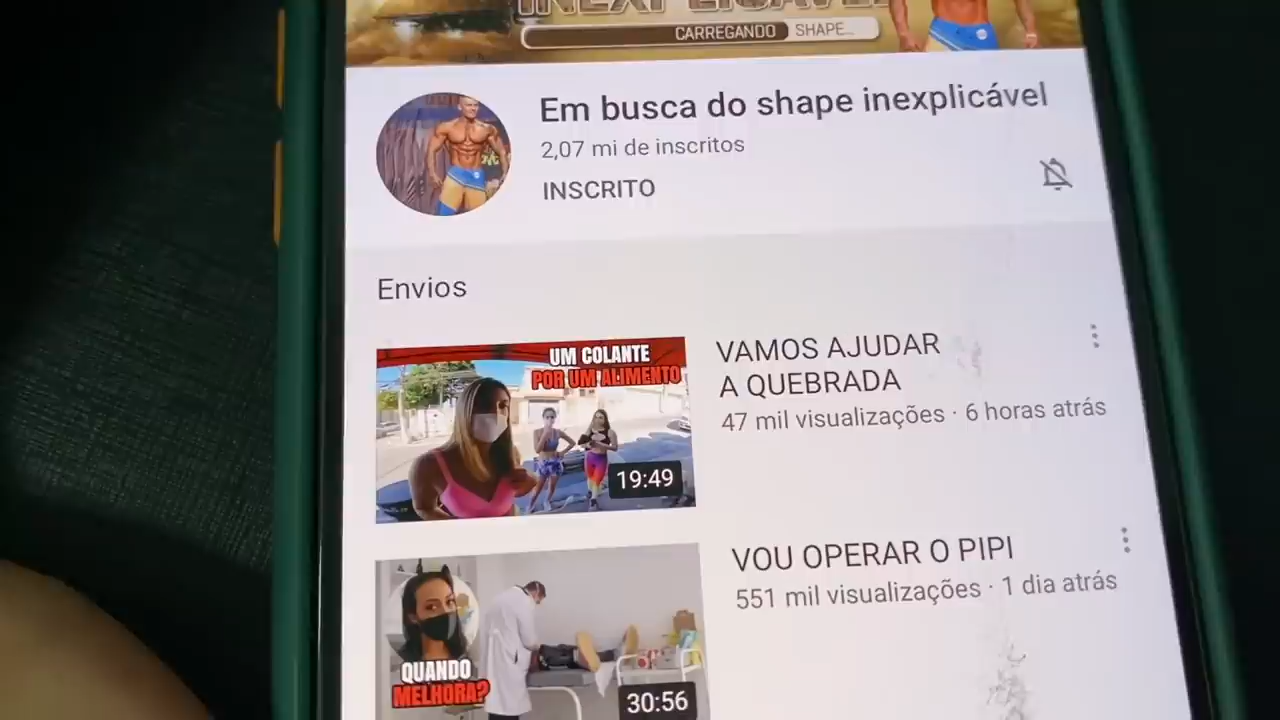 INEXPLICÁVEL
CARREGANDO SHAPE...
Em busca do shape inexplicável
2,07 mi de inscritos
INSCRITO
Envios
UM COLANTE
POR UM ALIMENTO
19:49
VAMOS AJUDAR
A QUEBRADA
47 mil visualizações · 6 horas atrás
QUANDO
MELHORA?
30:56
VOU OPERAR O PIPI
551 mil visualizações · 1 dia atrás